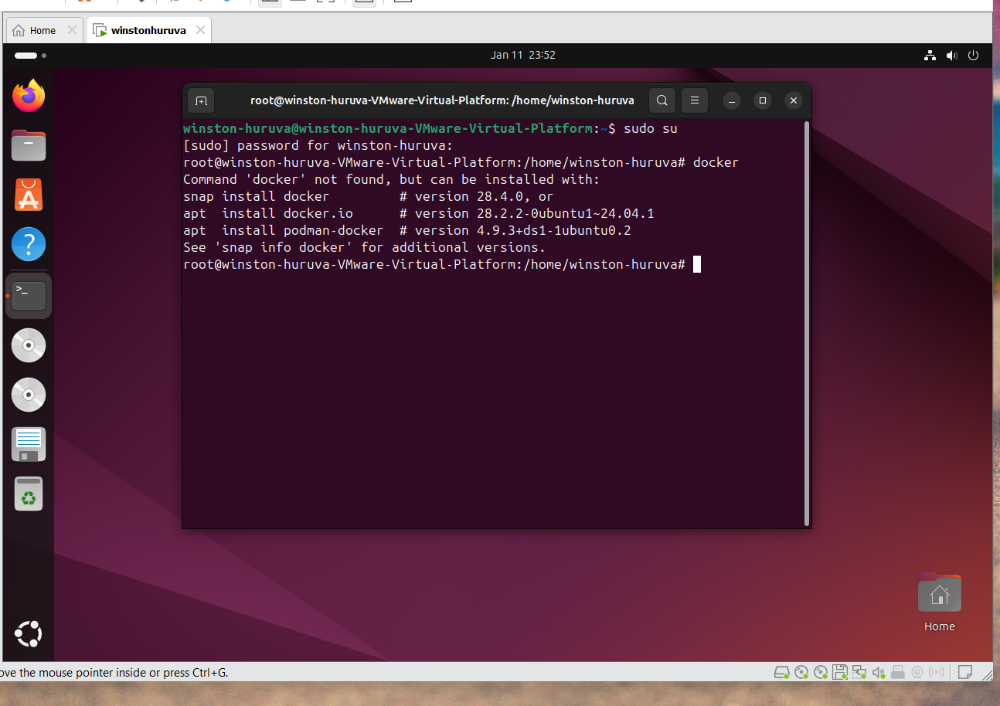 Home
winstonhuruva
Jan 11 23:52
root@winston-huruva-VMware-Virtual-Platform: /home/winston-huruva
winston-huruva@winston-huruva-VMware-Virtual-Platform:~$ sudo su
[sudo] password for winston-huruva:
root@winston-huruva-VMware-Virtual-Platform:/home/winston-huruva# docker
Command 'docker' not found, but can be installed with:
snap install docker         # version 28.4.0, or
apt  install docker.io      # version 28.2.2-0ubuntu1~24.04.1
apt  install podman-docker  # version 4.9.3+ds1-1ubuntu0.2
See 'snap info docker' for additional versions.
root@winston-huruva-VMware-Virtual-Platform:/home/winston-huruva#
Home
ove the mouse pointer inside or press Ctrl+G.